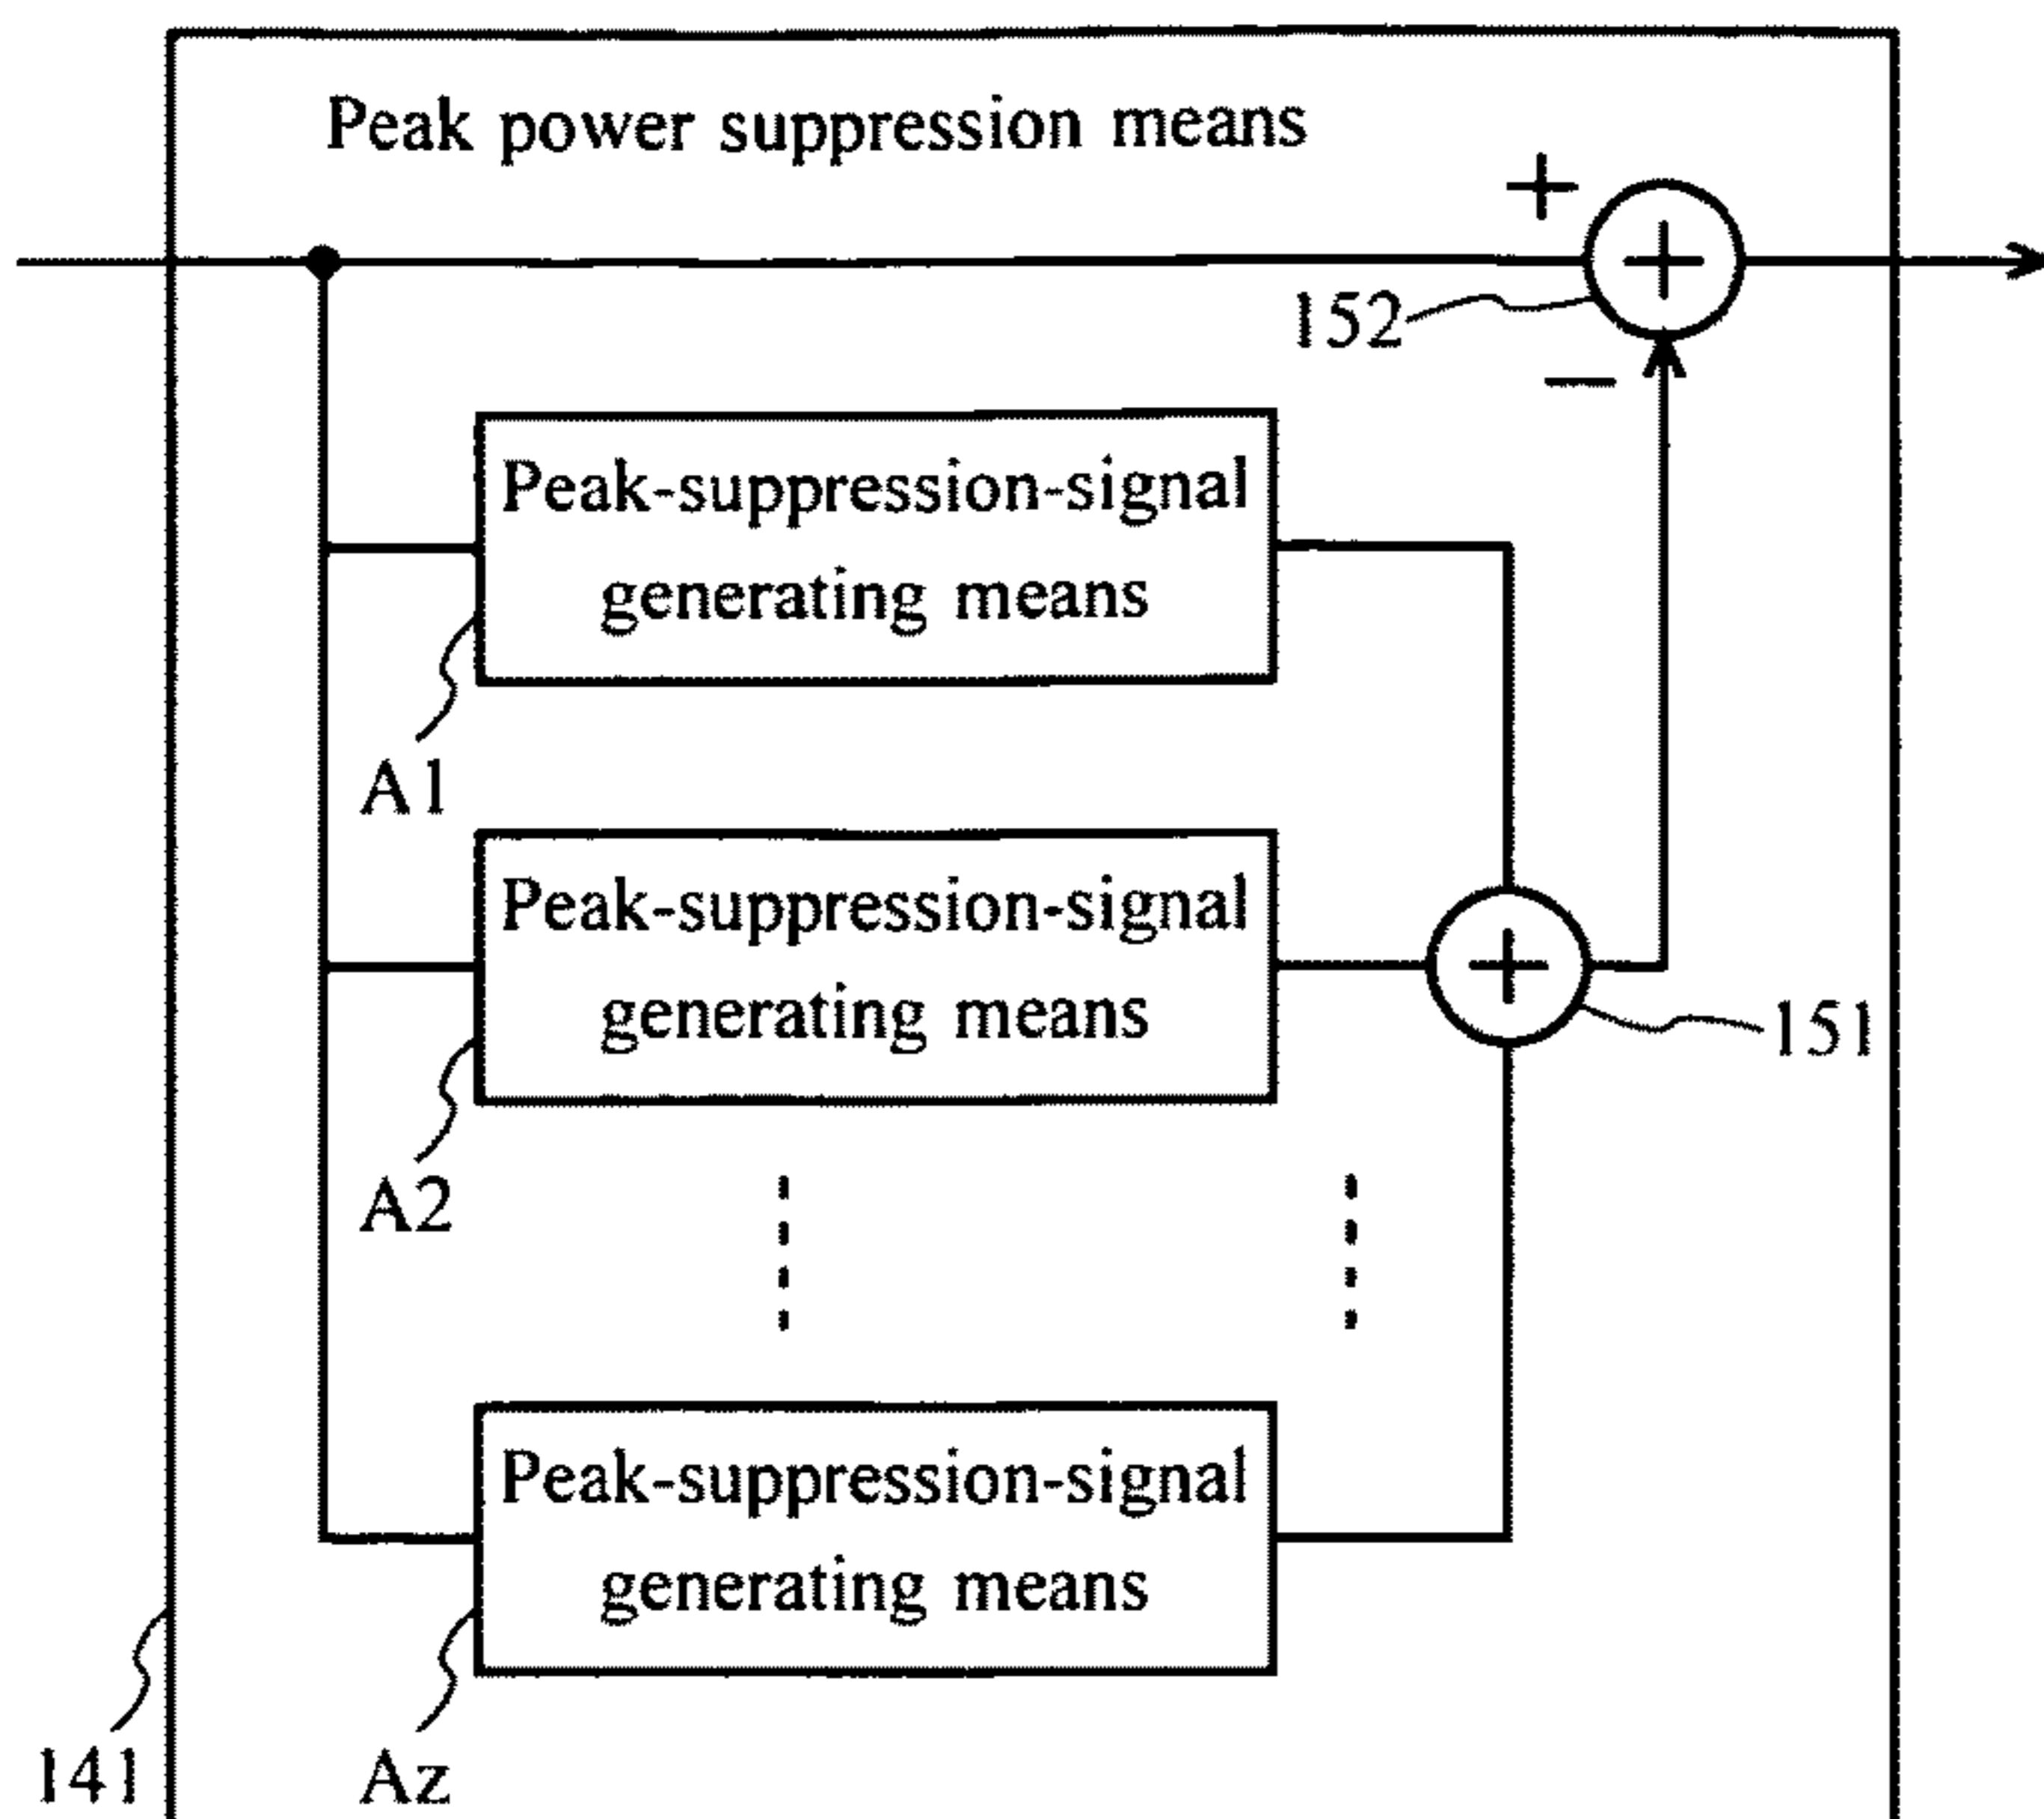 Peak power suppression means
+
+
152
−
Peak-suppression-signal
generating means
A1
Peak-suppression-signal
generating means
+
151
A2
Peak-suppression-signal
generating means
141
Az